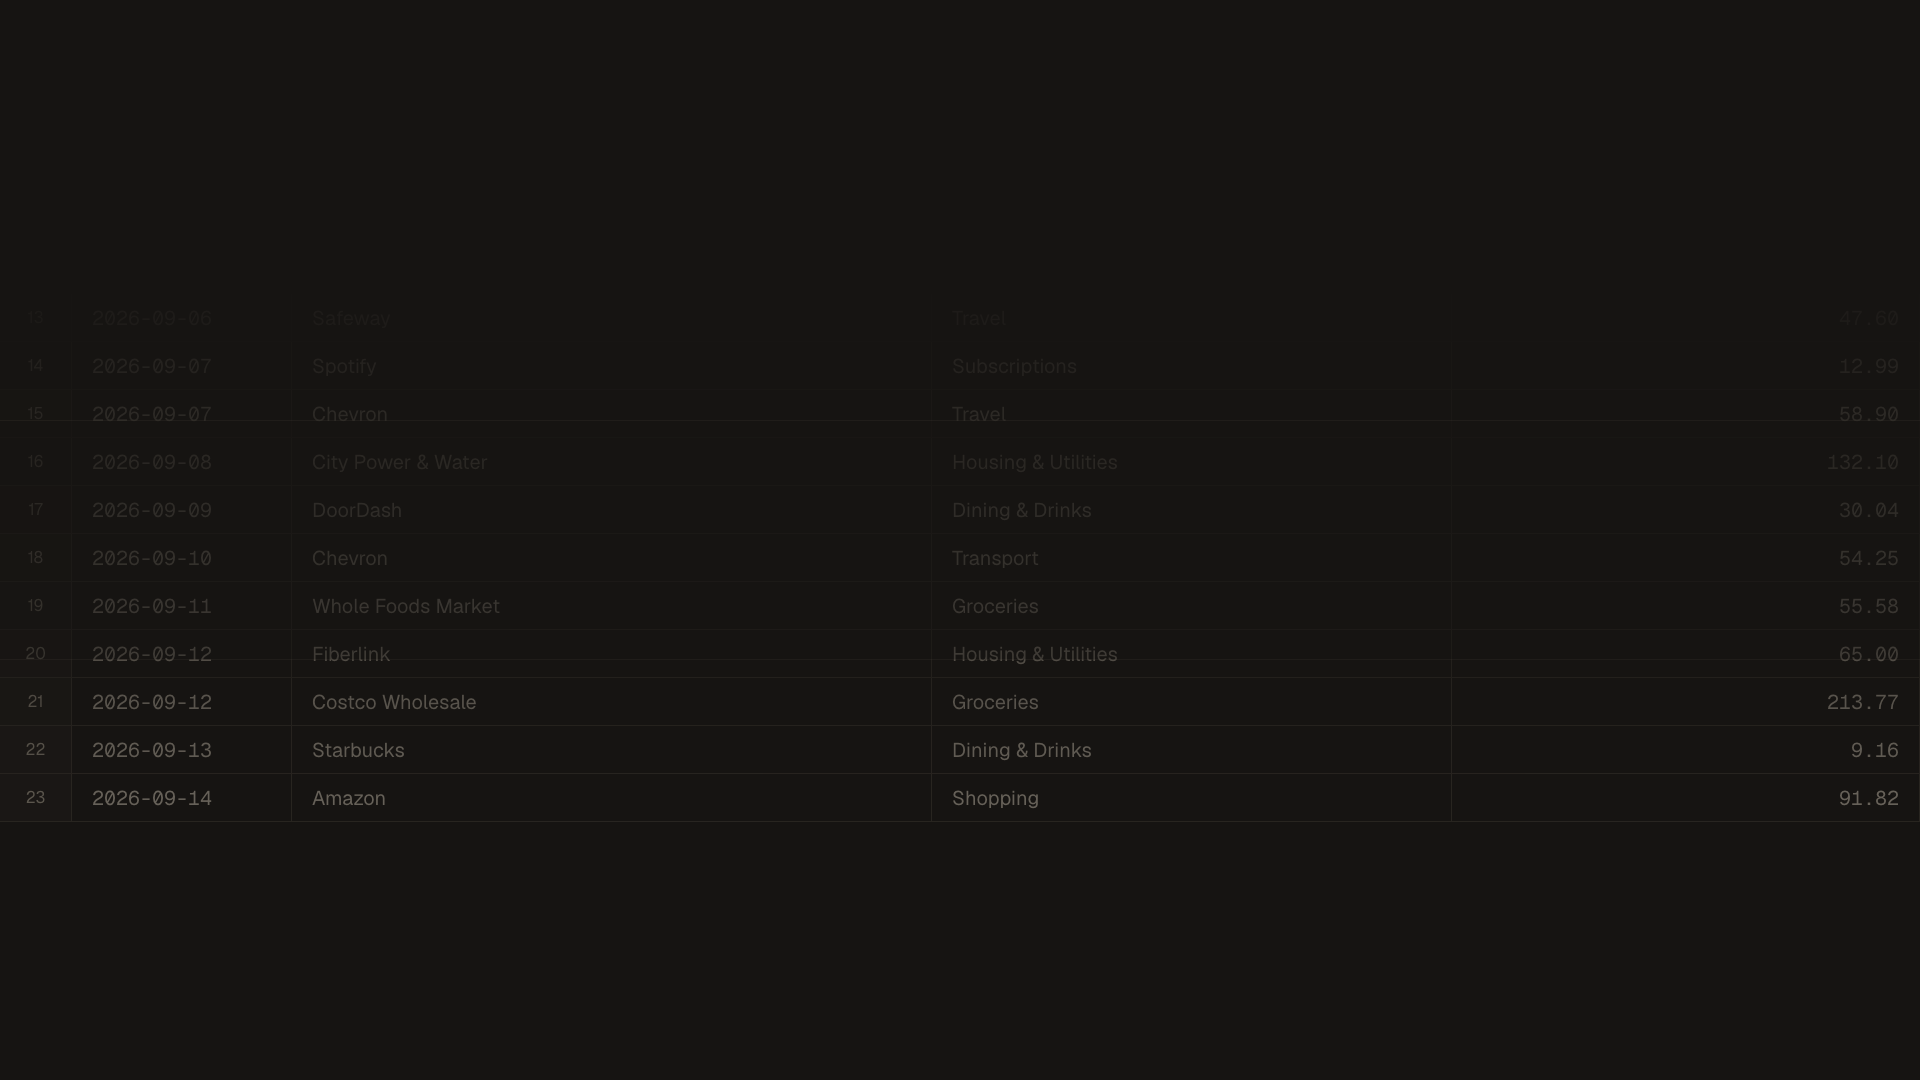 13 2026-09-06 Safeway Travel 47.60
14 2026-09-07 Spotify Subscriptions 12.99
15 2026-09-07 Chevron Travel 58.90
16 2026-09-08 City Power & Water Housing & Utilities 132.10
17 2026-09-09 DoorDash Dining & Drinks 30.04
18 2026-09-10 Chevron Transport 54.25
19 2026-09-11 Whole Foods Market Groceries 55.58
20 2026-09-12 Fiberlink Housing & Utilities 65.00
21 2026-09-12 Costco Wholesale Groceries 213.77
22 2026-09-13 Starbucks Dining & Drinks 9.16
23 2026-09-14 Amazon Shopping 91.82